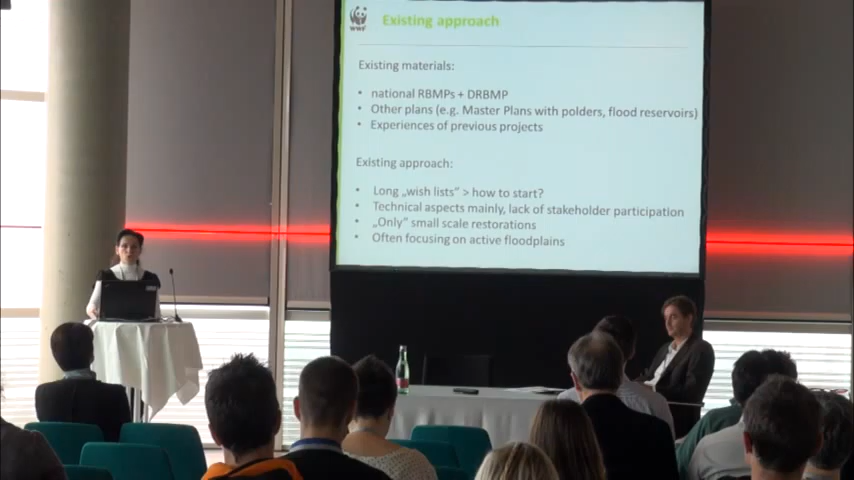 WWF
Existing approach
Existing materials:
• national RBMPs + DRBMP
• Other plans (e.g. Master Plans with polders, flood reservoirs)
• Experiences of previous projects
Existing approach:
• Long „wish lists" > how to start?
• Technical aspects mainly, lack of stakeholder participation
• „Only" small scale restorations
• Often focusing on active floodplains